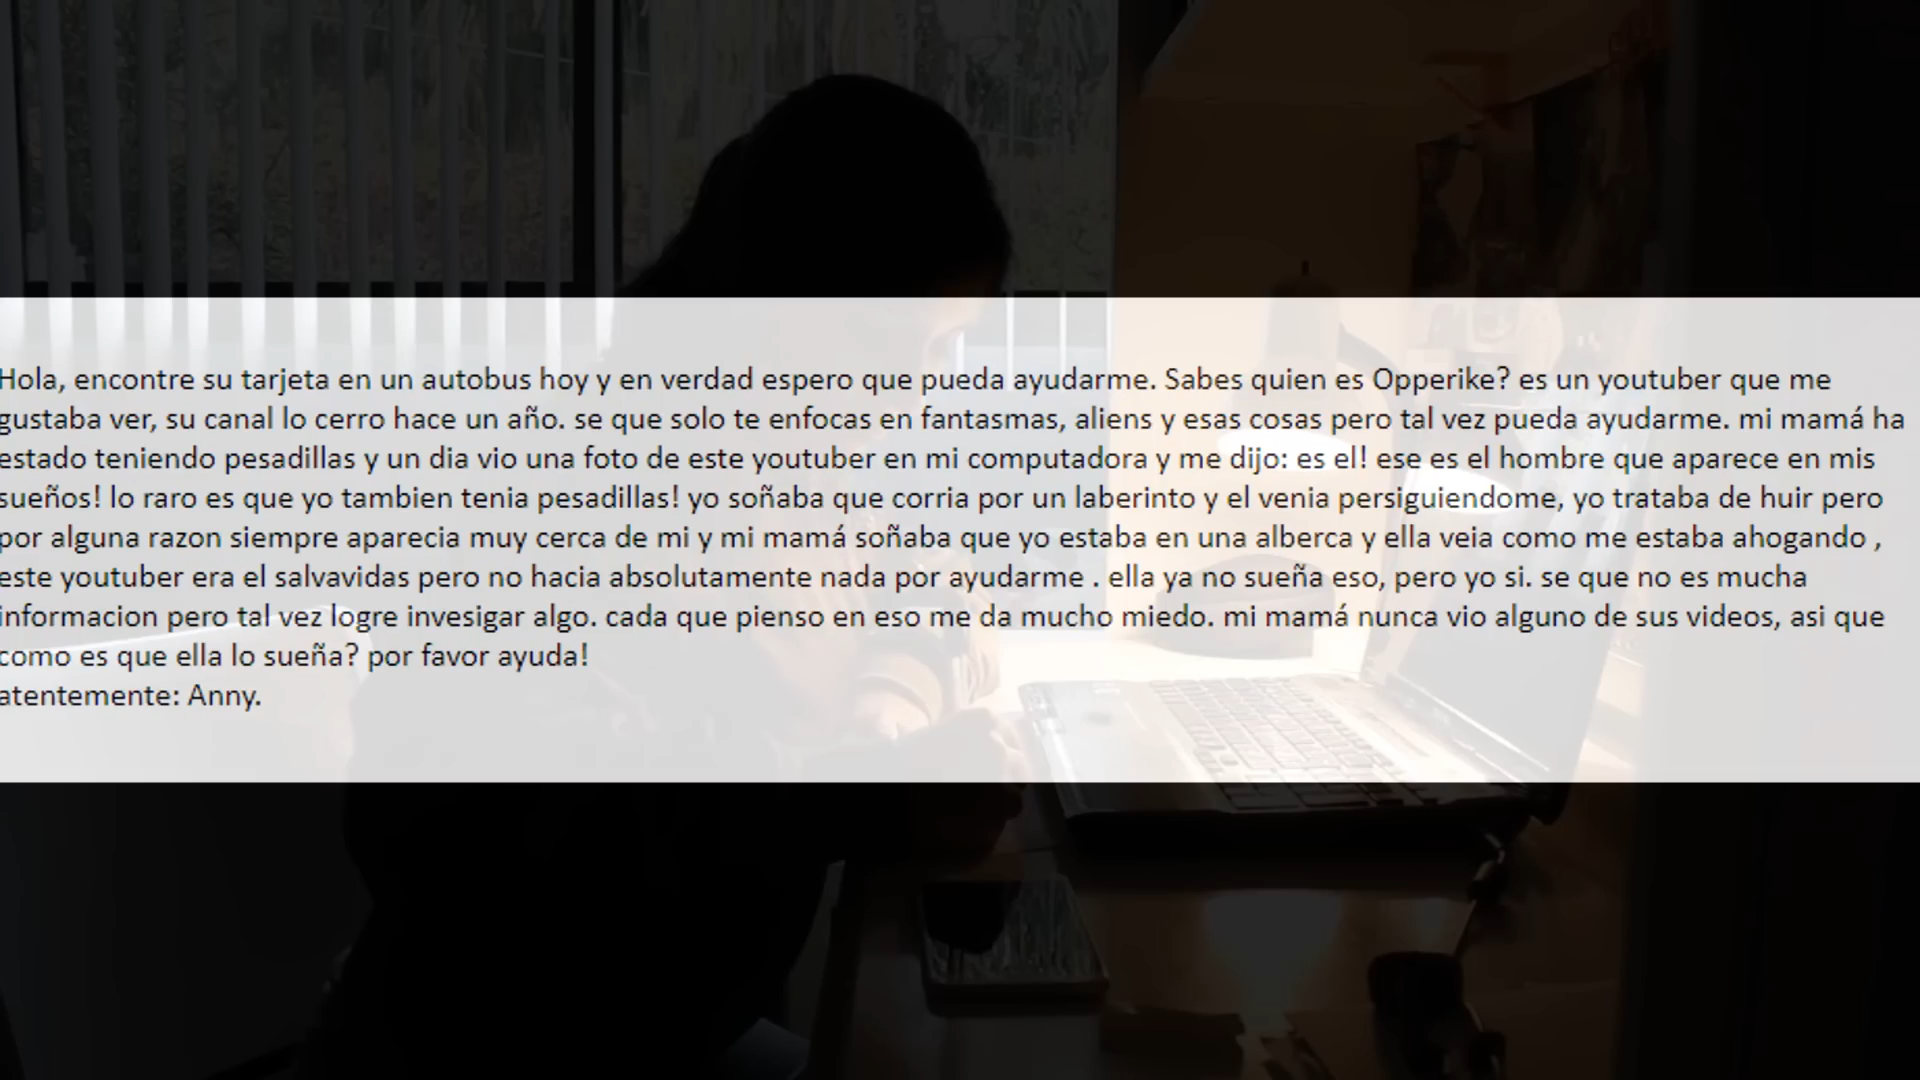 Hola, encontre su tarjeta en un autobus hoy y en verdad espero que pueda ayudarme. Sabes quien es Opperike? es un youtuber que me
gustaba ver, su canal lo cerro hace un año. se que solo te enfocas en fantasmas, aliens y esas cosas pero tal vez pueda ayudarme. mi mamá ha
estado teniendo pesadillas y un dia vio una foto de este youtuber en mi computadora y me dijo: es el! ese es el hombre que aparece en mis
sueños! lo raro es que yo tambien tenia pesadillas! yo soñaba que corria por un laberinto y el venia persiguiendome, yo trataba de huir pero
por alguna razon siempre aparecia muy cerca de mi y mi mamá soñaba que yo estaba en una alberca y ella veia como me estaba ahogando ,
este youtuber era el salvavidas pero no hacia absolutamente nada por ayudarme . ella ya no sueña eso, pero yo si. se que no es mucha
informacion pero tal vez logre invesigar algo. cada que pienso en eso me da mucho miedo. mi mamá nunca vio alguno de sus videos, asi que
como es que ella lo sueña? por favor ayuda!
atentemente: Anny.